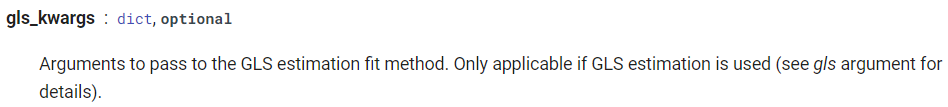 gls_kwargs : dict, optional
Arguments to pass to the GLS estimation fit method. Only applicable if GLS estimation is used (see gls argument for
details).